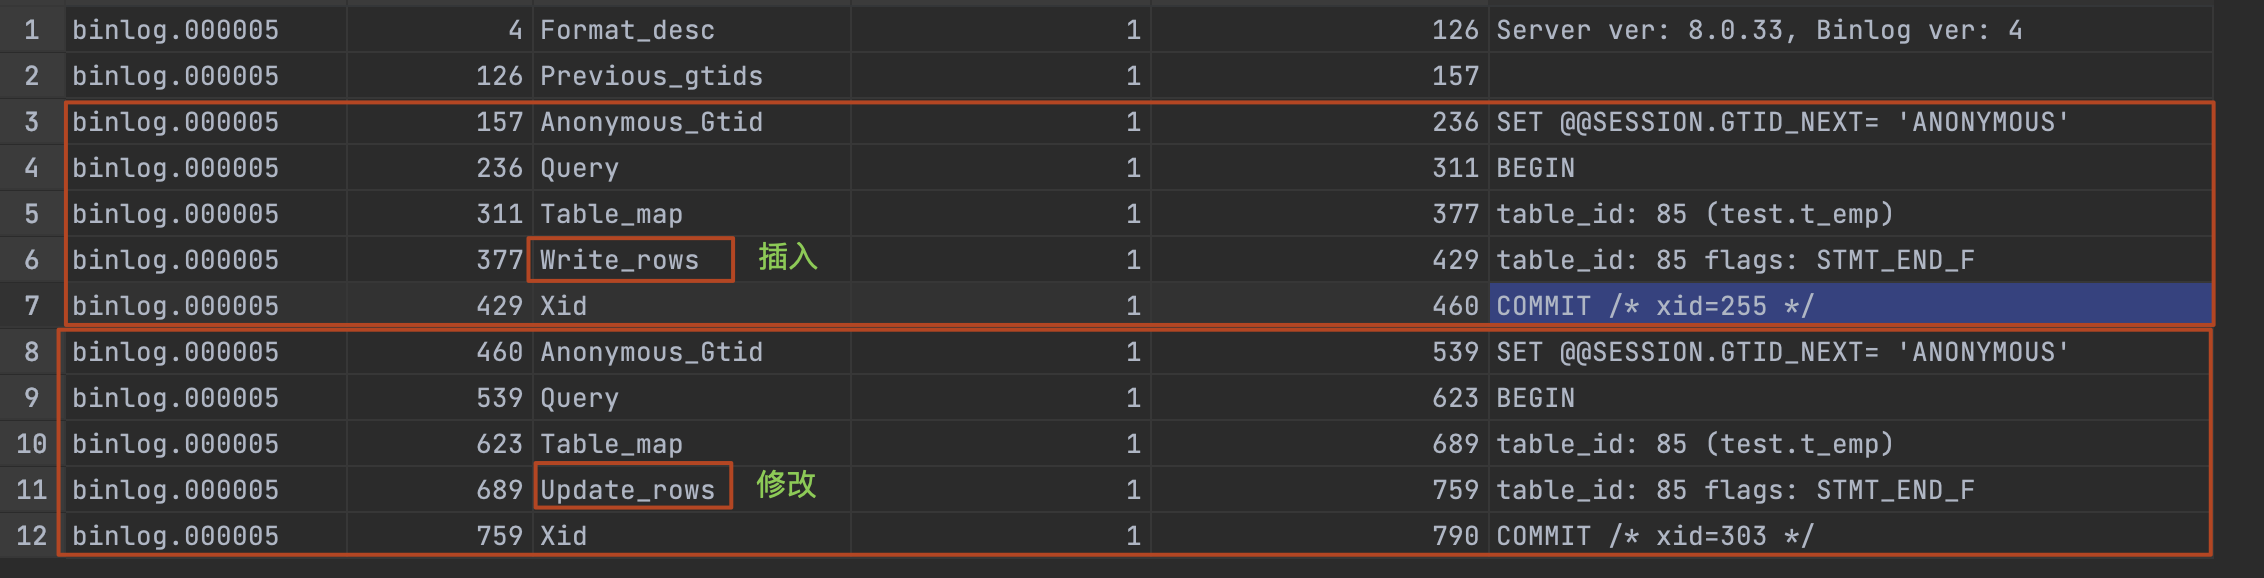 1 binlog.000005 4 Format_desc 1 126 Server ver: 8.0.33, Binlog ver: 4
2 binlog.000005 126 Previous_gtids 1 157
3 binlog.000005 157 Anonymous_Gtid 1 236 SET @@SESSION.GTID_NEXT= 'ANONYMOUS'
4 binlog.000005 236 Query 1 311 BEGIN
5 binlog.000005 311 Table_map 1 377 table_id: 85 (test.t_emp)
6 binlog.000005 377 Write_rows 插入 1 429 table_id: 85 flags: STMT_END_F
7 binlog.000005 429 Xid 1 460 COMMIT /* xid=255 */
8 binlog.000005 460 Anonymous_Gtid 1 539 SET @@SESSION.GTID_NEXT= 'ANONYMOUS'
9 binlog.000005 539 Query 1 623 BEGIN
10 binlog.000005 623 Table_map 1 689 table_id: 85 (test.t_emp)
11 binlog.000005 689 Update_rows 修改 1 759 table_id: 85 flags: STMT_END_F
12 binlog.000005 759 Xid 1 790 COMMIT /* xid=303 */